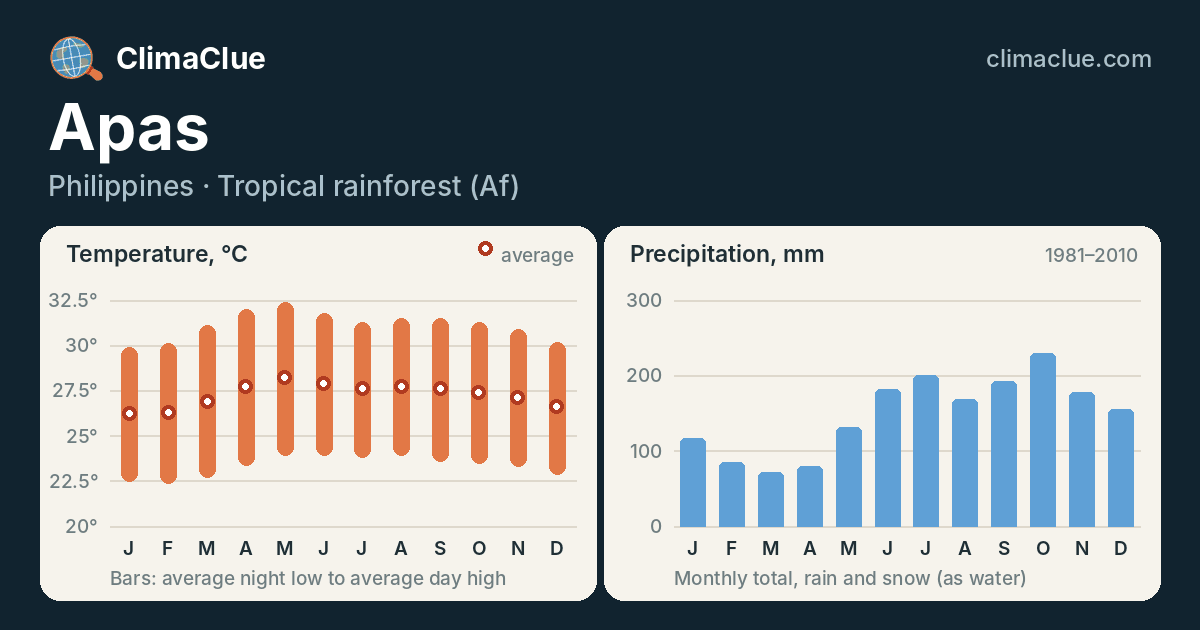 ClimaClue
climaclue.com
Apas
Philippines · Tropical rainforest (Af)
Temperature, °C
average
32.5°
30°
27.5°
25°
22.5°
20°
J F M A M J J A S O N D
Bars: average night low to average day high
Precipitation, mm
1981–2010
300
200
100
0
J F M A M J J A S O N D
Monthly total, rain and snow (as water)